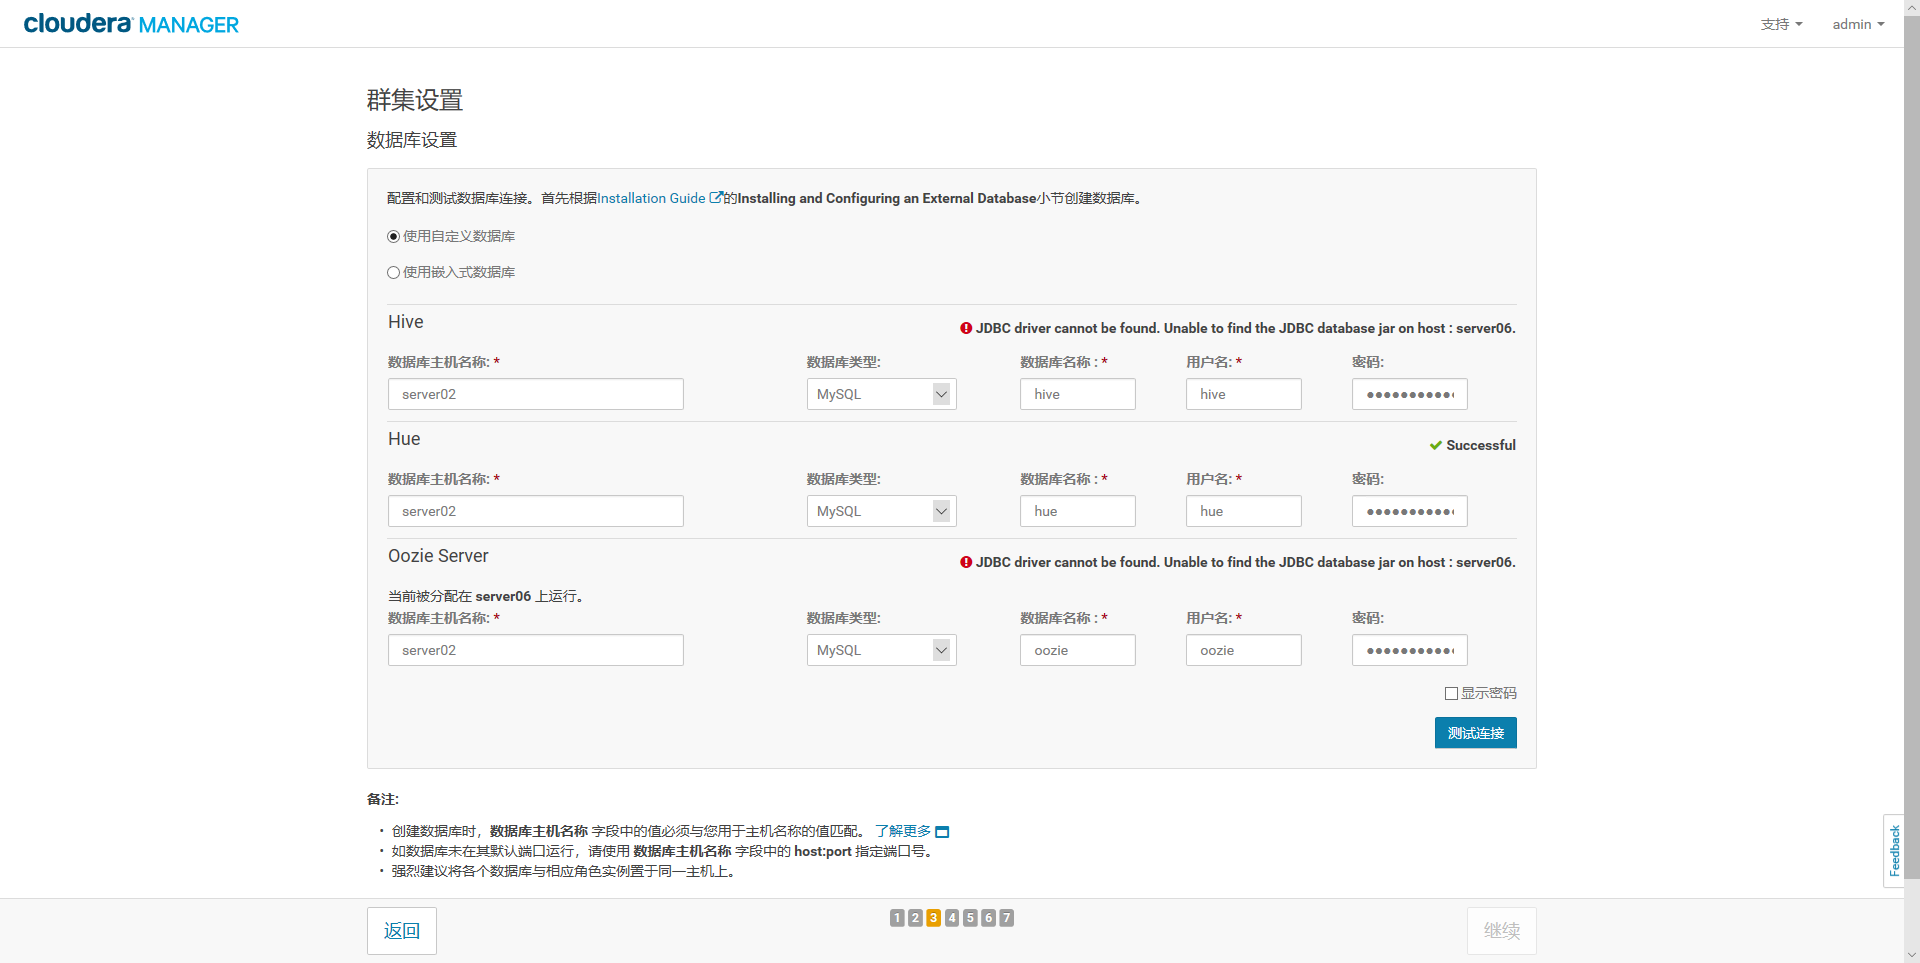 cloudera MANAGER
支持
admin
群集设置
数据库设置
配置和测试数据库连接。首先根据Installation Guide 的Installing and Configuring an External Database小节创建数据库。
使用自定义数据库
使用嵌入式数据库
Hive
JDBC driver cannot be found. Unable to find the JDBC database jar on host : server06.
数据库主机名称: * 数据库类型: 数据库名称 : * 用户名: * 密码:
server02 MySQL hive hive ●●●●●●●●●●●
Hue
Successful
数据库主机名称: * 数据库类型: 数据库名称 : * 用户名: * 密码:
server02 MySQL hue hue ●●●●●●●●●●●
Oozie Server
JDBC driver cannot be found. Unable to find the JDBC database jar on host : server06.
当前被分配在 server06 上运行。
数据库主机名称: * 数据库类型: 数据库名称 : * 用户名: * 密码:
server02 MySQL oozie oozie ●●●●●●●●●●●
显示密码
测试连接
备注:
· 创建数据库时，数据库主机名称 字段中的值必须与您用于主机名称的值匹配。 了解更多
· 如数据库未在其默认端口运行，请使用 数据库主机名称 字段中的 host:port 指定端口号。
· 强烈建议将各个数据库与相应角色实例置于同一主机上。
Feedback
返回
1 2 3 4 5 6 7
继续